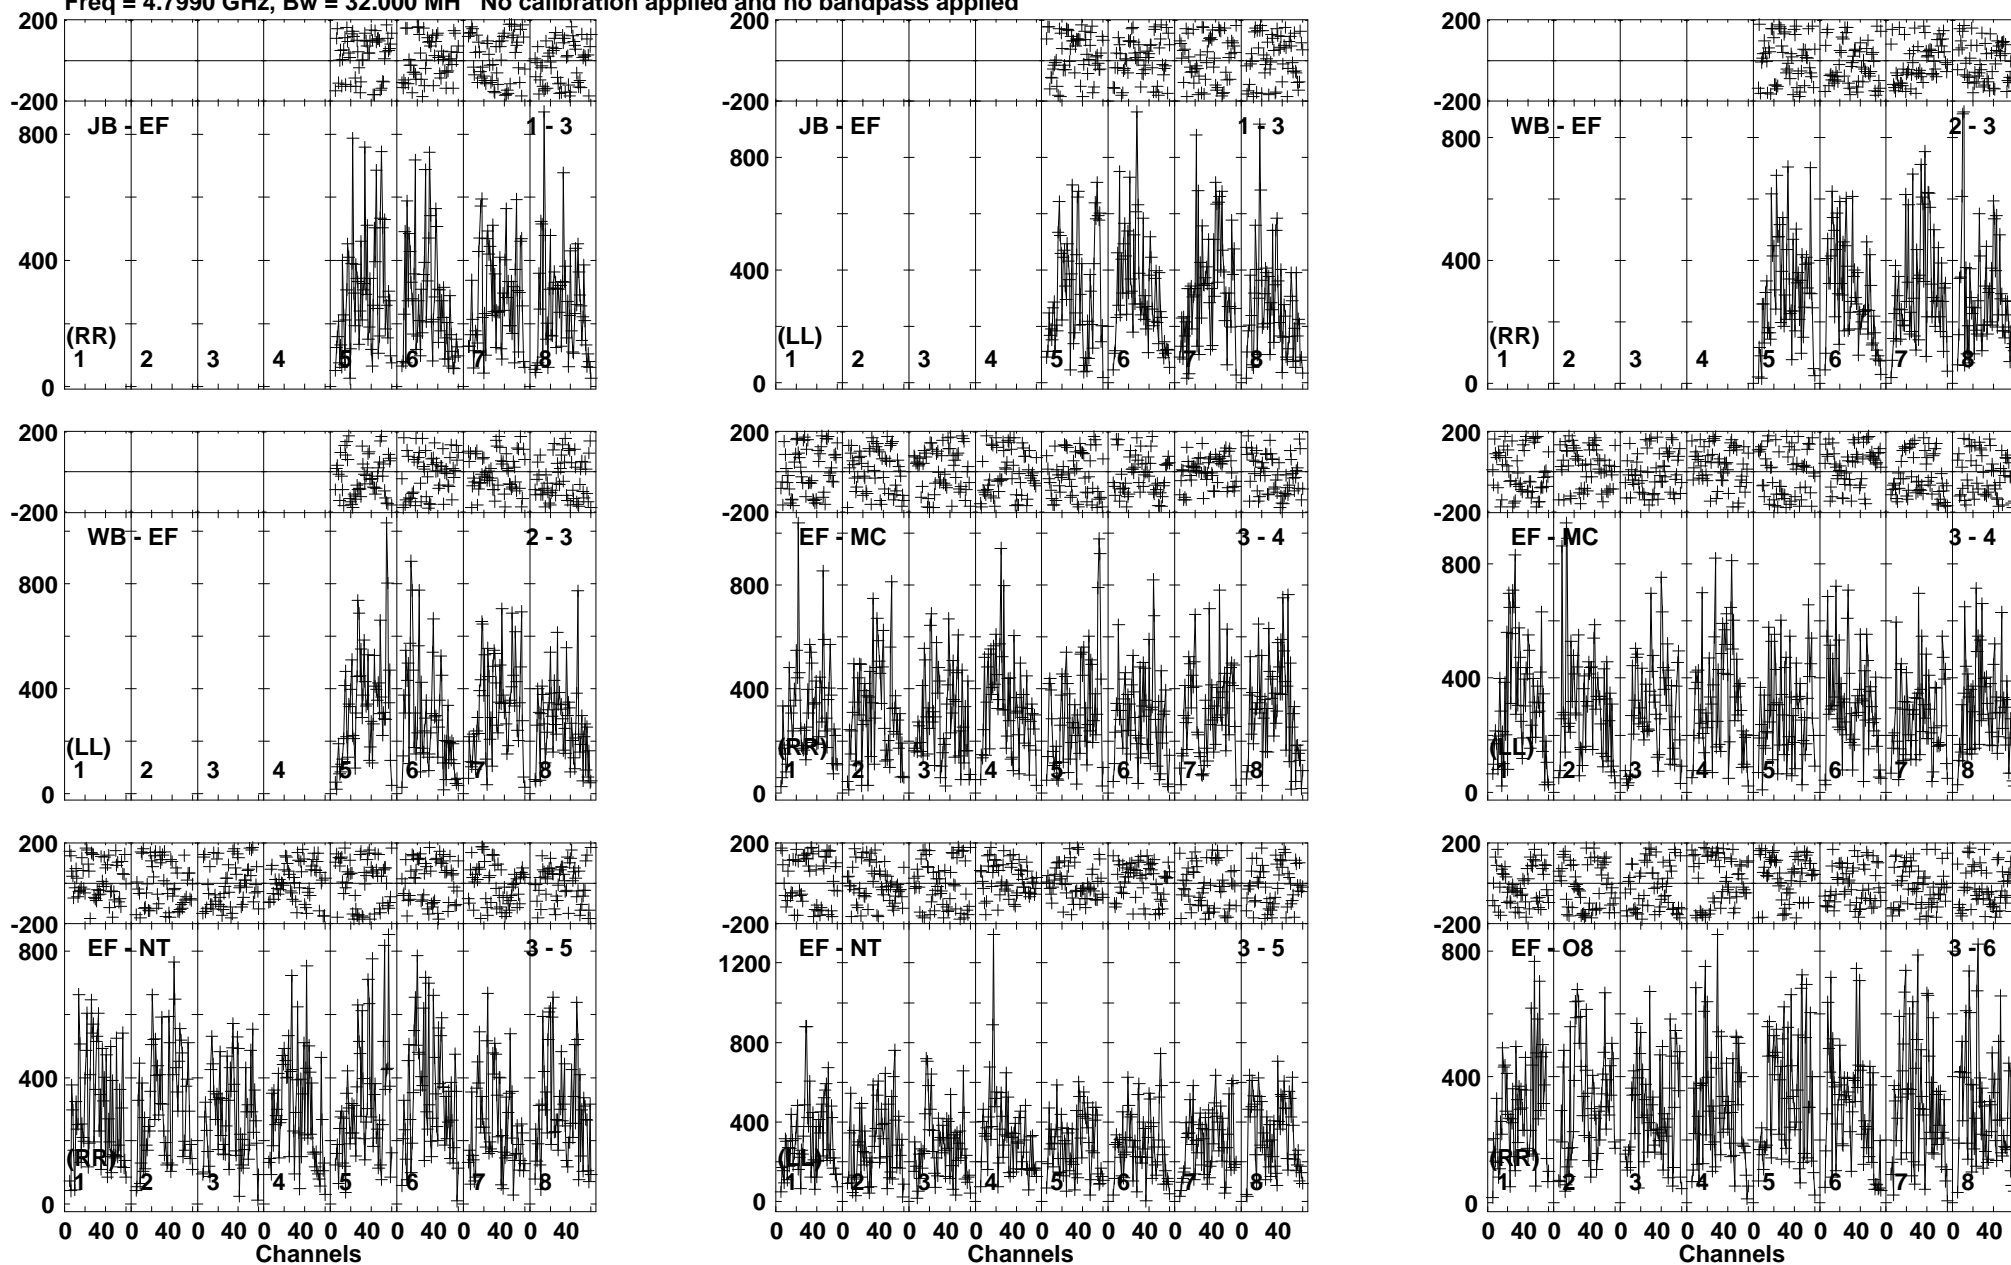 Freq = 4.7990 GHz, Bw = 32.000 MH No calibration applied and no bandpass applied
200 200 200
-200 -200 -200
JB - EF 1 - 3 JB - EF 1 - 3 WB - EF 2 - 3
800 800 800
400 400 400
(RR) (LL) (RR)
1 2 3 4 5 6 7 8 1 2 3 4 5 6 7 8 1 2 3 4 5 6 7 8
0 0 0
200 200 200
-200 -200 -200
WB - EF 2 - 3 EF - MC 3 - 4 EF - MC 3 - 4
800 800 800
400 400 400
(LL) (RR) (LL)
1 2 3 4 5 6 7 8 1 2 3 4 5 6 7 8 1 2 3 4 5 6 7 8
0 0 0
200 200 200
-200 -200 -200
EF - NT 3 - 5 EF - NT 3 - 5 EF - O8 3 - 6
800 1200 800
800
400 400 400
(RR) (LL) (RR)
1 2 3 4 5 6 7 8 1 2 3 4 5 6 7 8 1 2 3 4 5 6 7 8
0 0 0
0 40 0 40 0 40 0 40 0 40 0 40 0 40 0 40 0 40 0 40 0 40 0 40 0 40 0 40 0 40 0 40 0 40 0 40 0 40 0 40 0 40 0 40 0 40 0 40
Channels Channels Channels